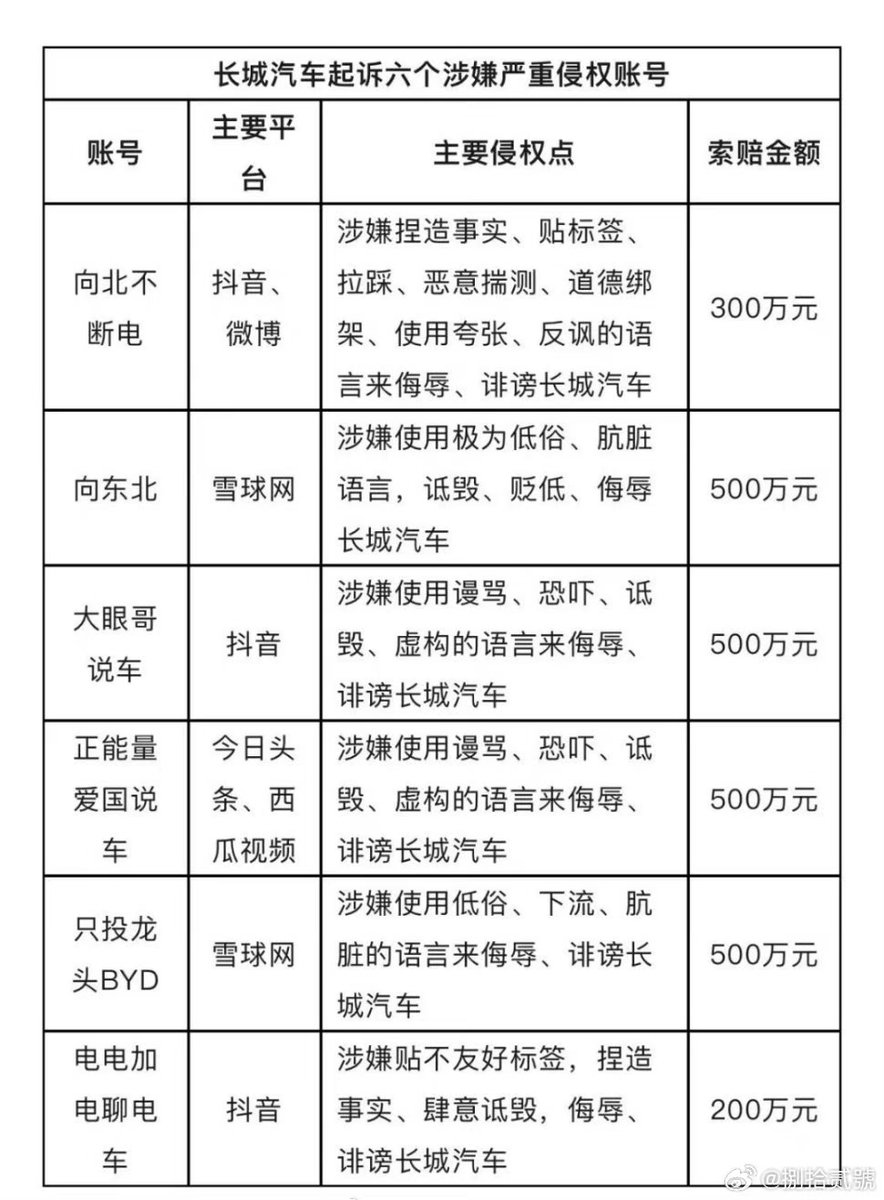 长城汽车起诉六个涉嫌严重侵权账号
账号
主要平
台
主要侵权点
索赔金额
向北不
断电
抖音、
微博
涉嫌捏造事实、贴标签、
拉踩、恶意揣测、道德绑
架、使用夸张、反讽的语
言来侮辱、诽谤长城汽车
300万元
向东北
雪球网
涉嫌使用极为低俗、肮脏
语言，诋毁、贬低、侮辱
长城汽车
500万元
大眼哥
说车
抖音
涉嫌使用谩骂、恐吓、诋
毁、虚构的语言来侮辱、
诽谤长城汽车
500万元
正能量
爱国说
车
今日头
条、西
瓜视频
涉嫌使用谩骂、恐吓、诋
毁、虚构的语言来侮辱、
诽谤长城汽车
500万元
只投龙
头BYD
雪球网
涉嫌使用低俗、下流、肮
脏的语言来侮辱、诽谤长
城汽车
500万元
电电加
电聊电
车
抖音
涉嫌贴不友好标签，捏造
事实、肆意诋毁，侮辱、
诽谤长城汽车
200万元
@捌拾贰號